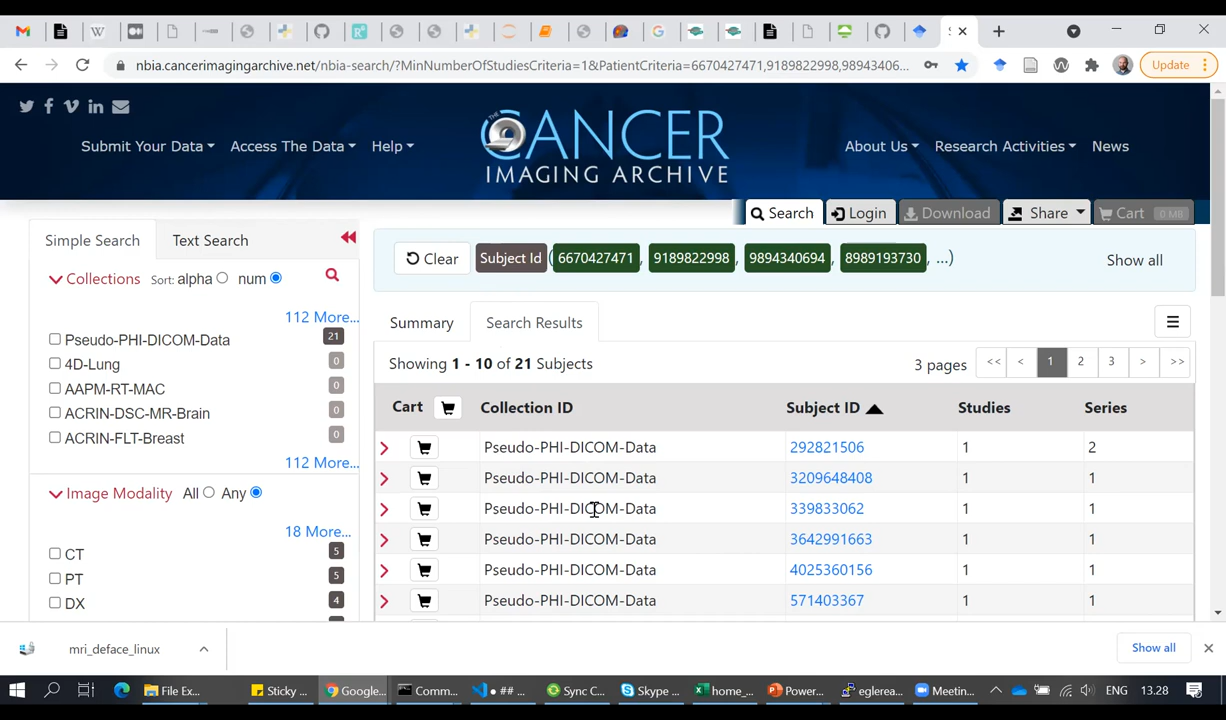 nbia.cancerimagingarchive.net/nbia-search/?MinNumberOfStudiesCriteria=1&PatientCriteria=6670427471,9189822998,98943406...
Update
Submit Your Data
Access The Data
Help
THE CANCER
IMAGING ARCHIVE
About Us
Research Activities
News
Search
Login
Download
Share
Cart 0 MB
Simple Search
Text Search
Clear
Subject Id (6670427471, 9189822998, 9894340694, 8989193730, ...)
Show all
Collections Sort: alpha num
112 More...
Pseudo-PHI-DICOM-Data 21
4D-Lung 0
AAPM-RT-MAC 0
ACRIN-DSC-MR-Brain 0
ACRIN-FLT-Breast 0
112 More...
Image Modality All Any
18 More...
CT 5
PT 5
DX 4
Summary
Search Results
Showing 1 - 10 of 21 Subjects
3 pages << < 1 2 3 > >>
Cart Collection ID Subject ID Studies Series
Pseudo-PHI-DICOM-Data 292821506 1 2
Pseudo-PHI-DICOM-Data 3209648408 1 1
Pseudo-PHI-DICOM-Data 339833062 1 1
Pseudo-PHI-DICOM-Data 3642991663 1 1
Pseudo-PHI-DICOM-Data 4025360156 1 1
Pseudo-PHI-DICOM-Data 571403367 1 1
mri_deface_linux
Show all
File Ex...
Sticky ...
Google...
Comm...
● ## ...
Sync C...
Skype ...
home_...
Power...
eglerea...
Meetin...
ENG
13.28